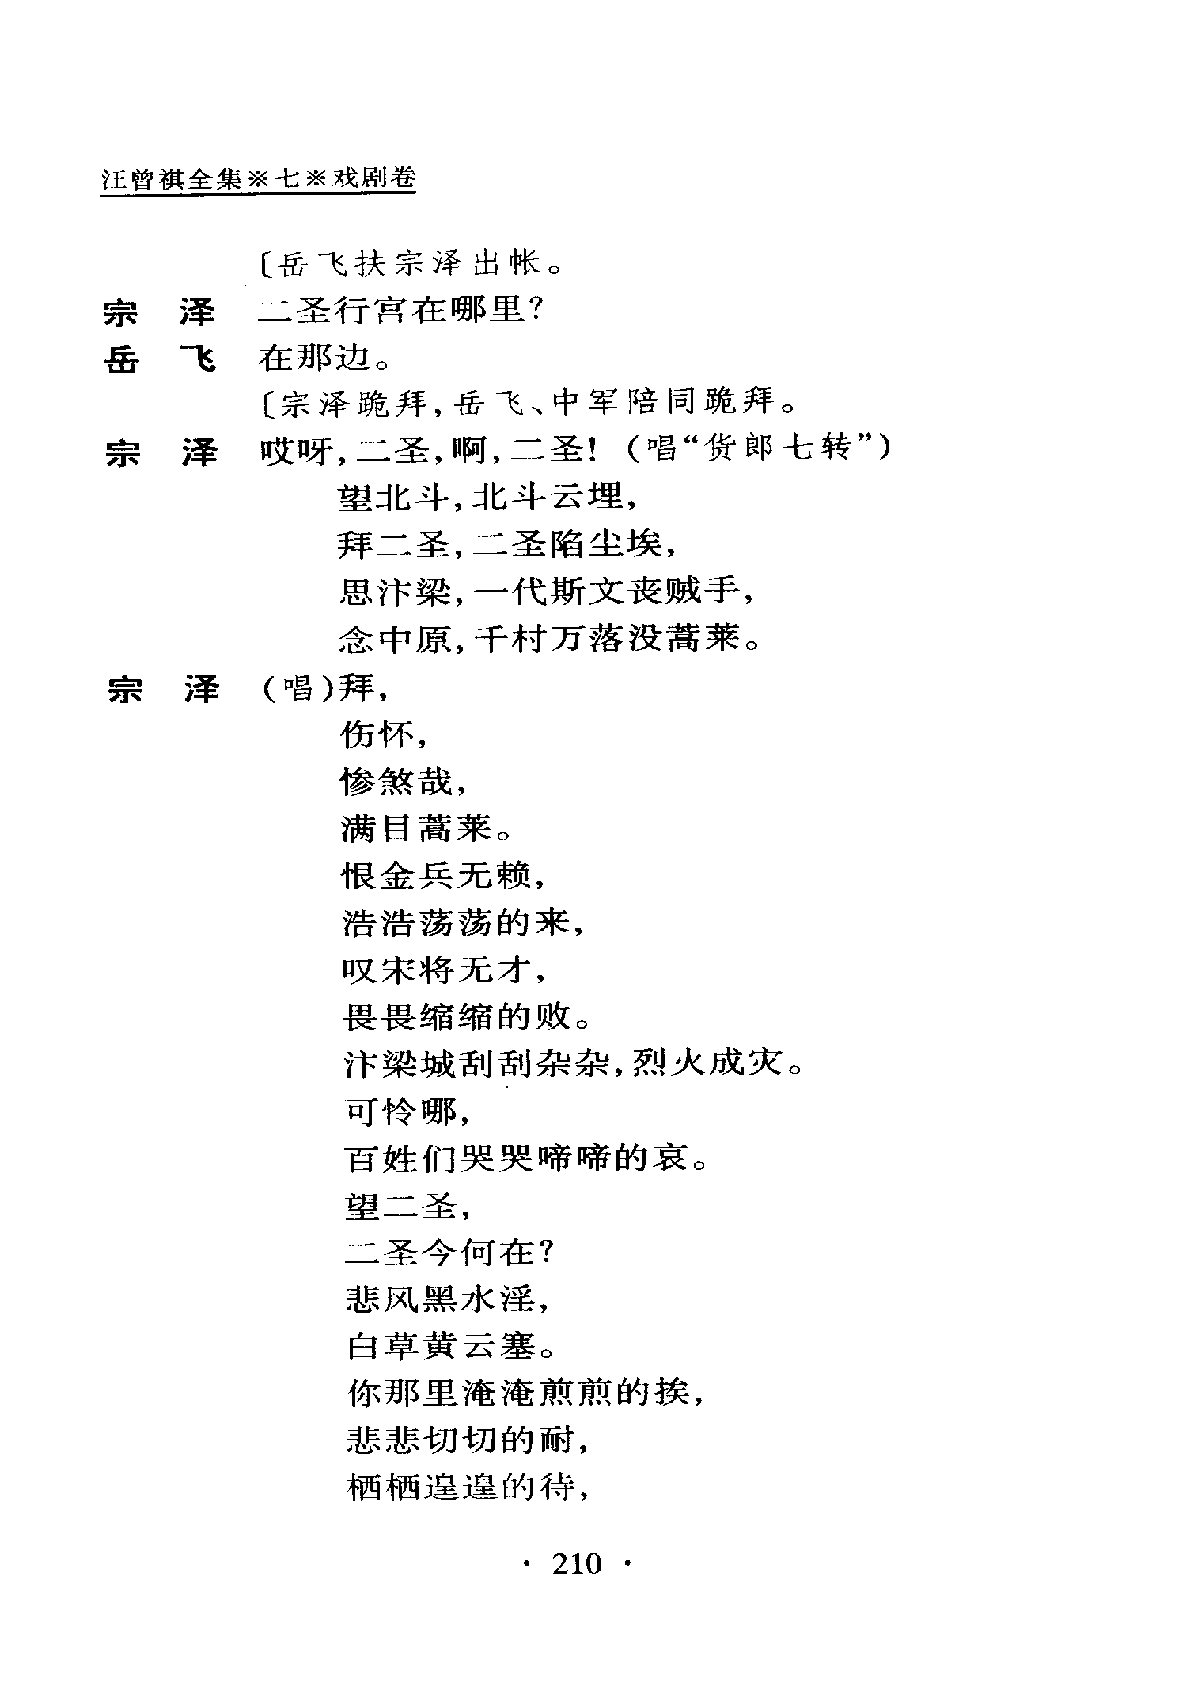 汪曾祺全集※七※戏剧卷
〔岳飞扶宗泽出帐。
宗　泽　二圣行宫在哪里?
岳　飞　在那边。
〔宗泽跪拜,岳飞、中军陪同跪拜。
宗　泽　哎呀,二圣,啊,二圣!(唱“货郎七转”)
望北斗,北斗云埋,
拜二圣,二圣陷尘埃,
思汴梁,一代斯文丧贼手,
念中原,千村万落没蒿莱。
宗　泽　(唱)拜,
伤怀,
惨煞哉,
满目蒿莱。
恨金兵无赖,
浩浩荡荡的来,
叹宋将无才,
畏畏缩缩的败。
汴梁城刮刮杂杂,烈火成灾。
可怜哪,
百姓们哭哭啼啼的哀。
望二圣,
二圣今何在?
悲风黑水淫,
白草黄云塞。
你那里淹淹煎煎的挨,
悲悲切切的耐,
栖栖遑遑的待,
· 210 ·